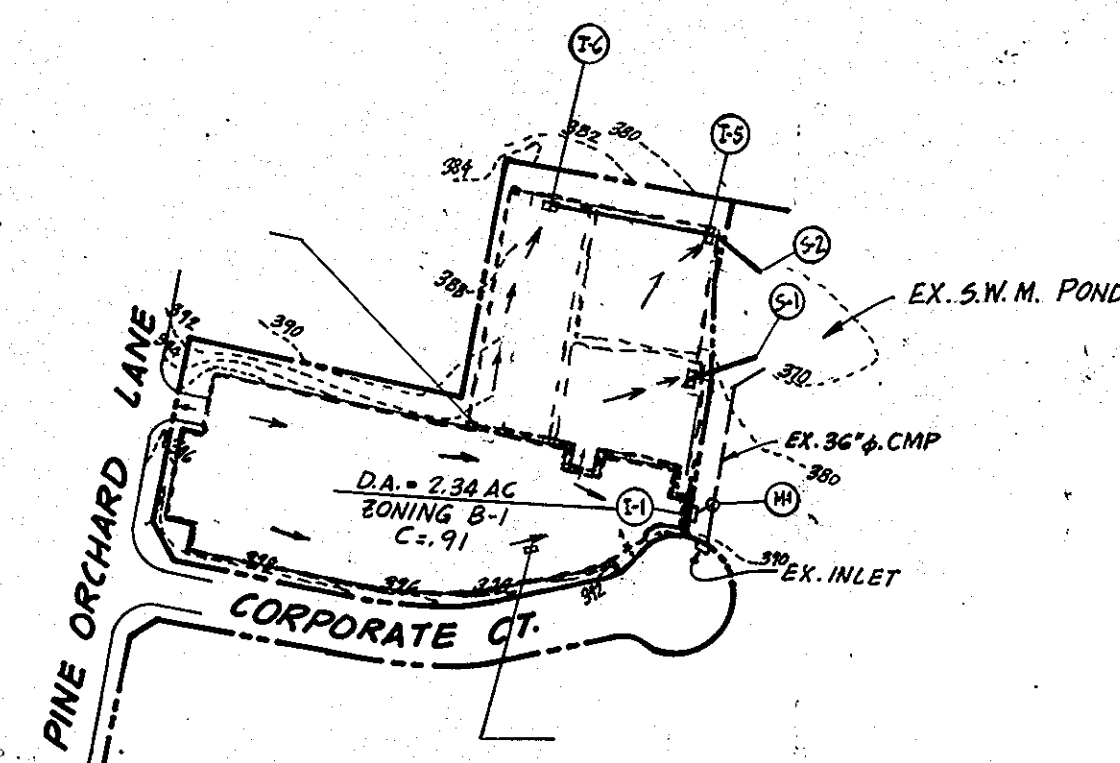 I-6
382
380
I-5
384
S-2
388
S-1
EX. S.W.M. POND
392
390
370
PINE ORCHARD LANE
EX. 36" φ. CMP
380
396
D.A. = 2.34 AC
ZONING B-1
C=.91
I-1
MH
390
EX. INLET
396
392
CORPORATE CT.